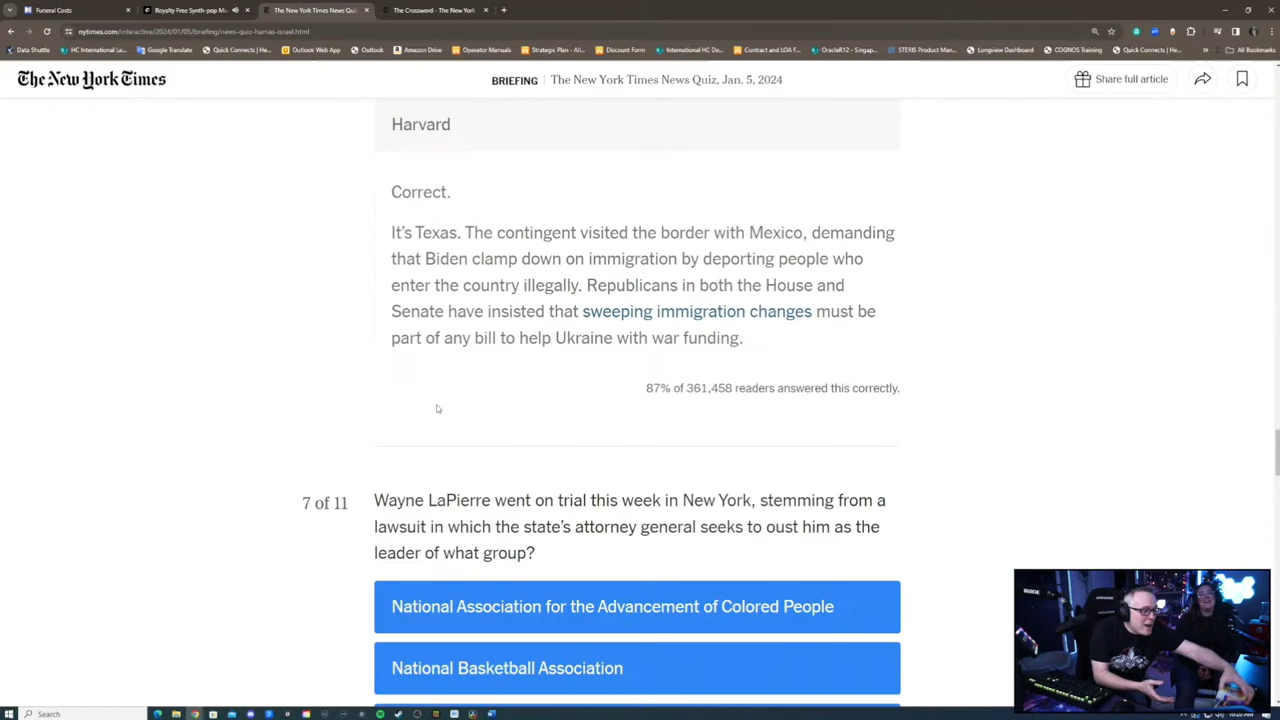 Funeral Costs
Royalty Free Synth-pop Mu
The New York Times News Quiz,
The Crossword - The New York
nytimes.com/interactive/2024/01/05/briefing/news-quiz-hamas-israel.html
Data Shuttle
HC International Le...
Google Translate
Quick Connects | He...
Outlook Web App
Outlook
Amazon Drive
Operator Manuals
Strategic Plan - All...
Discount Form
International HC De...
Contract and LOA F...
OracleR12 - Singap...
STERIS Product Man...
Longview Dashboard
COGNOS Training
Quick Connects | He...
All Bookmarks
The New York Times
BRIEFING
The New York Times News Quiz, Jan. 5, 2024
Share full article
Harvard
Correct.
It's Texas. The contingent visited the border with Mexico, demanding
that Biden clamp down on immigration by deporting people who
enter the country illegally. Republicans in both the House and
Senate have insisted that sweeping immigration changes must be
part of any bill to help Ukraine with war funding.
87% of 361,458 readers answered this correctly.
7 of 11
Wayne LaPierre went on trial this week in New York, stemming from a
lawsuit in which the state's attorney general seeks to oust him as the
leader of what group?
National Association for the Advancement of Colored People
National Basketball Association
RODE
Search